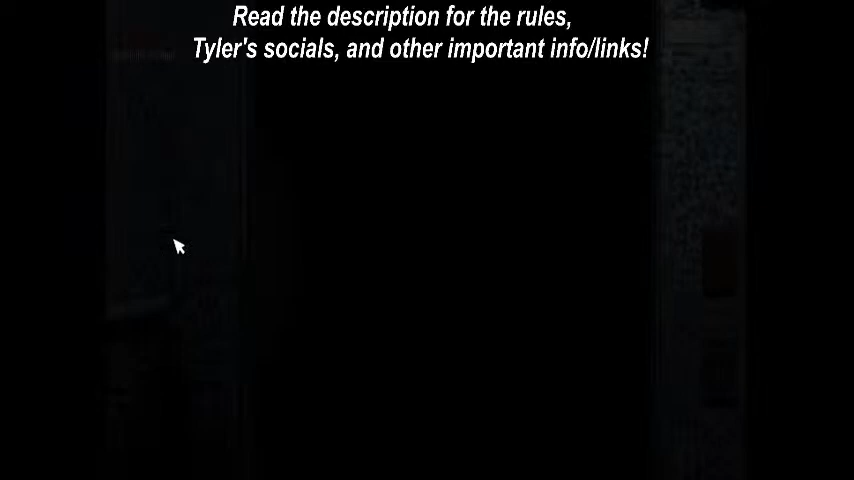 Read the description for the rules,
Tyler's socials, and other important info/links!